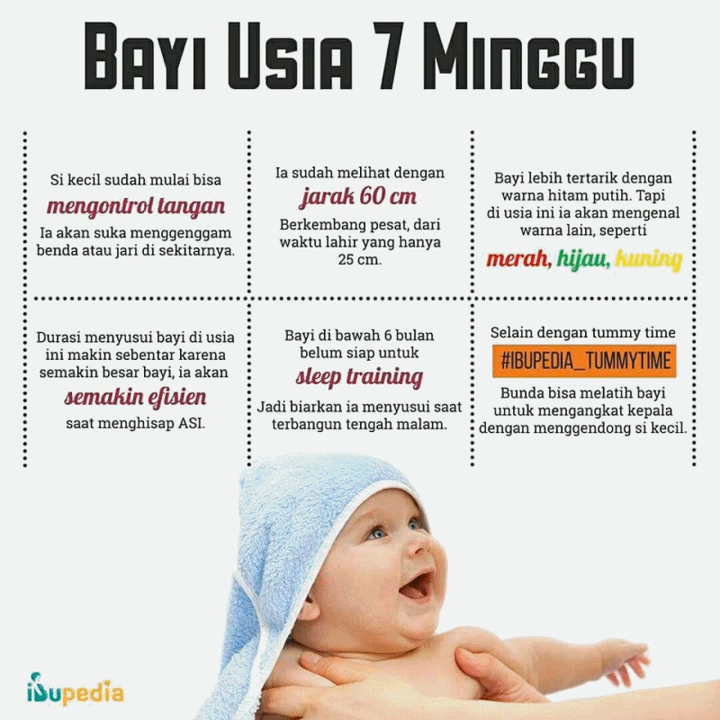 Bayi Usia 7 Minggu
Si kecil sudah mulai bisa
mengontrol tangan
Ia akan suka menggenggam
benda atau jari di sekitarnya.
Ia sudah melihat dengan
jarak 60 cm
Berkembang pesat, dari
waktu lahir yang hanya
25 cm.
Bayi lebih tertarik dengan
warna hitam putih. Tapi
di usia ini ia akan mengenal
warna lain, seperti
merah, hijau, kuning
Durasi menyusui bayi di usia
ini makin sebentar karena
semakin besar bayi, ia akan
semakin efisien
saat menghisap ASI.
Bayi di bawah 6 bulan
belum siap untuk
sleep training
Jadi biarkan ia menyusui saat
terbangun tengah malam.
Selain dengan tummy time
#IBUPEDIA_TUMMYTIME
Bunda bisa melatih bayi
untuk mengangkat kepala
dengan menggendong si kecil.
ibupedia